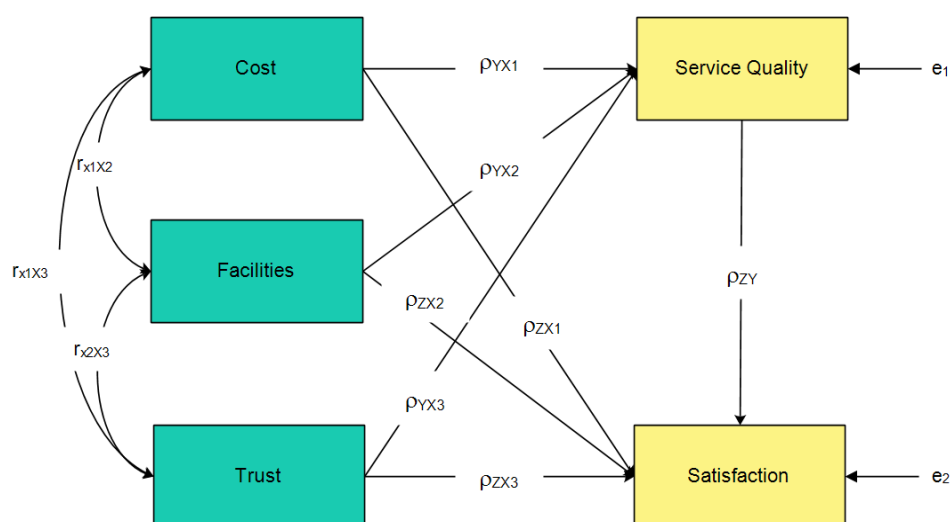 Cost
ρYX1
Service Quality
e1
rx1X2
ρYX2
Facilities
rx1X3
ρZX2
ρZX1
ρZY
rx2X3
ρYX3
Trust
ρZX3
Satisfaction
e2